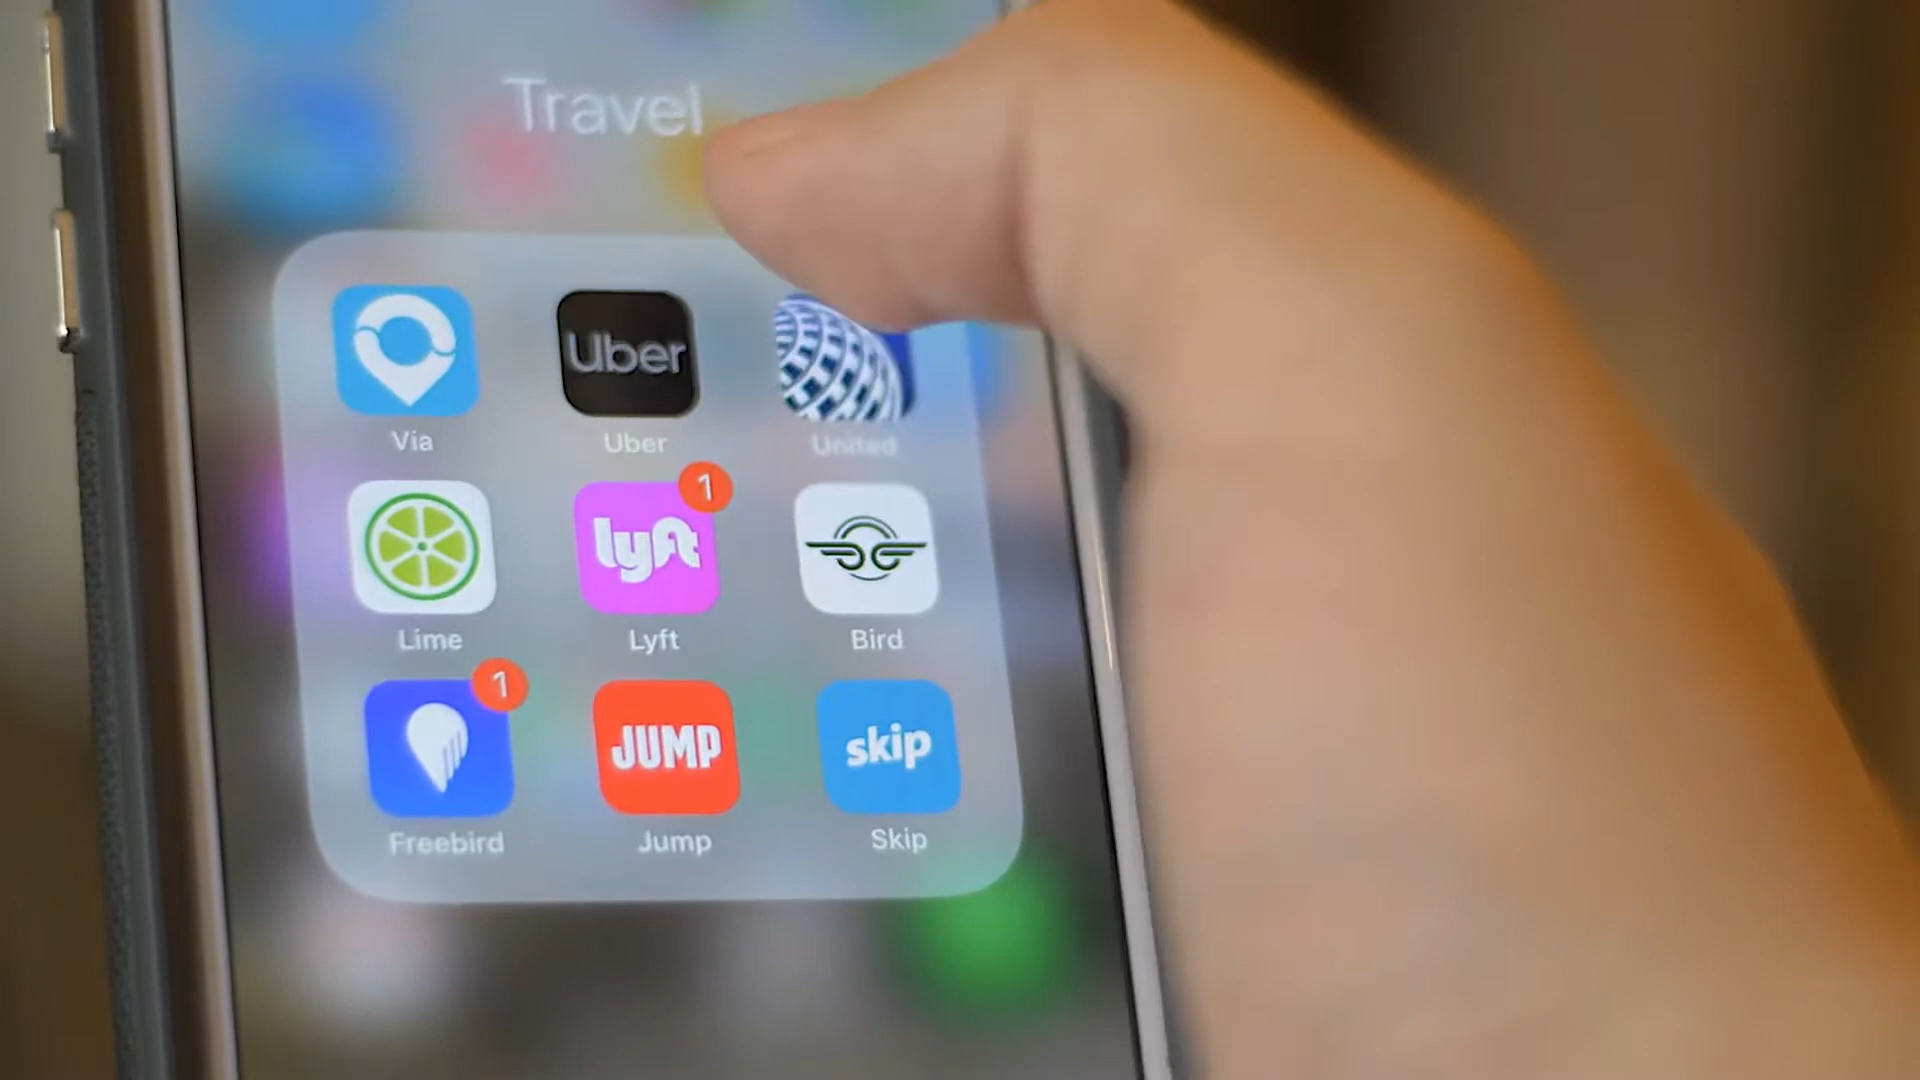 Travel
Uber
Via
Uber
United
1
lyft
Lime
Lyft
Bird
1
JUMP
skip
Freebird
Jump
Skip